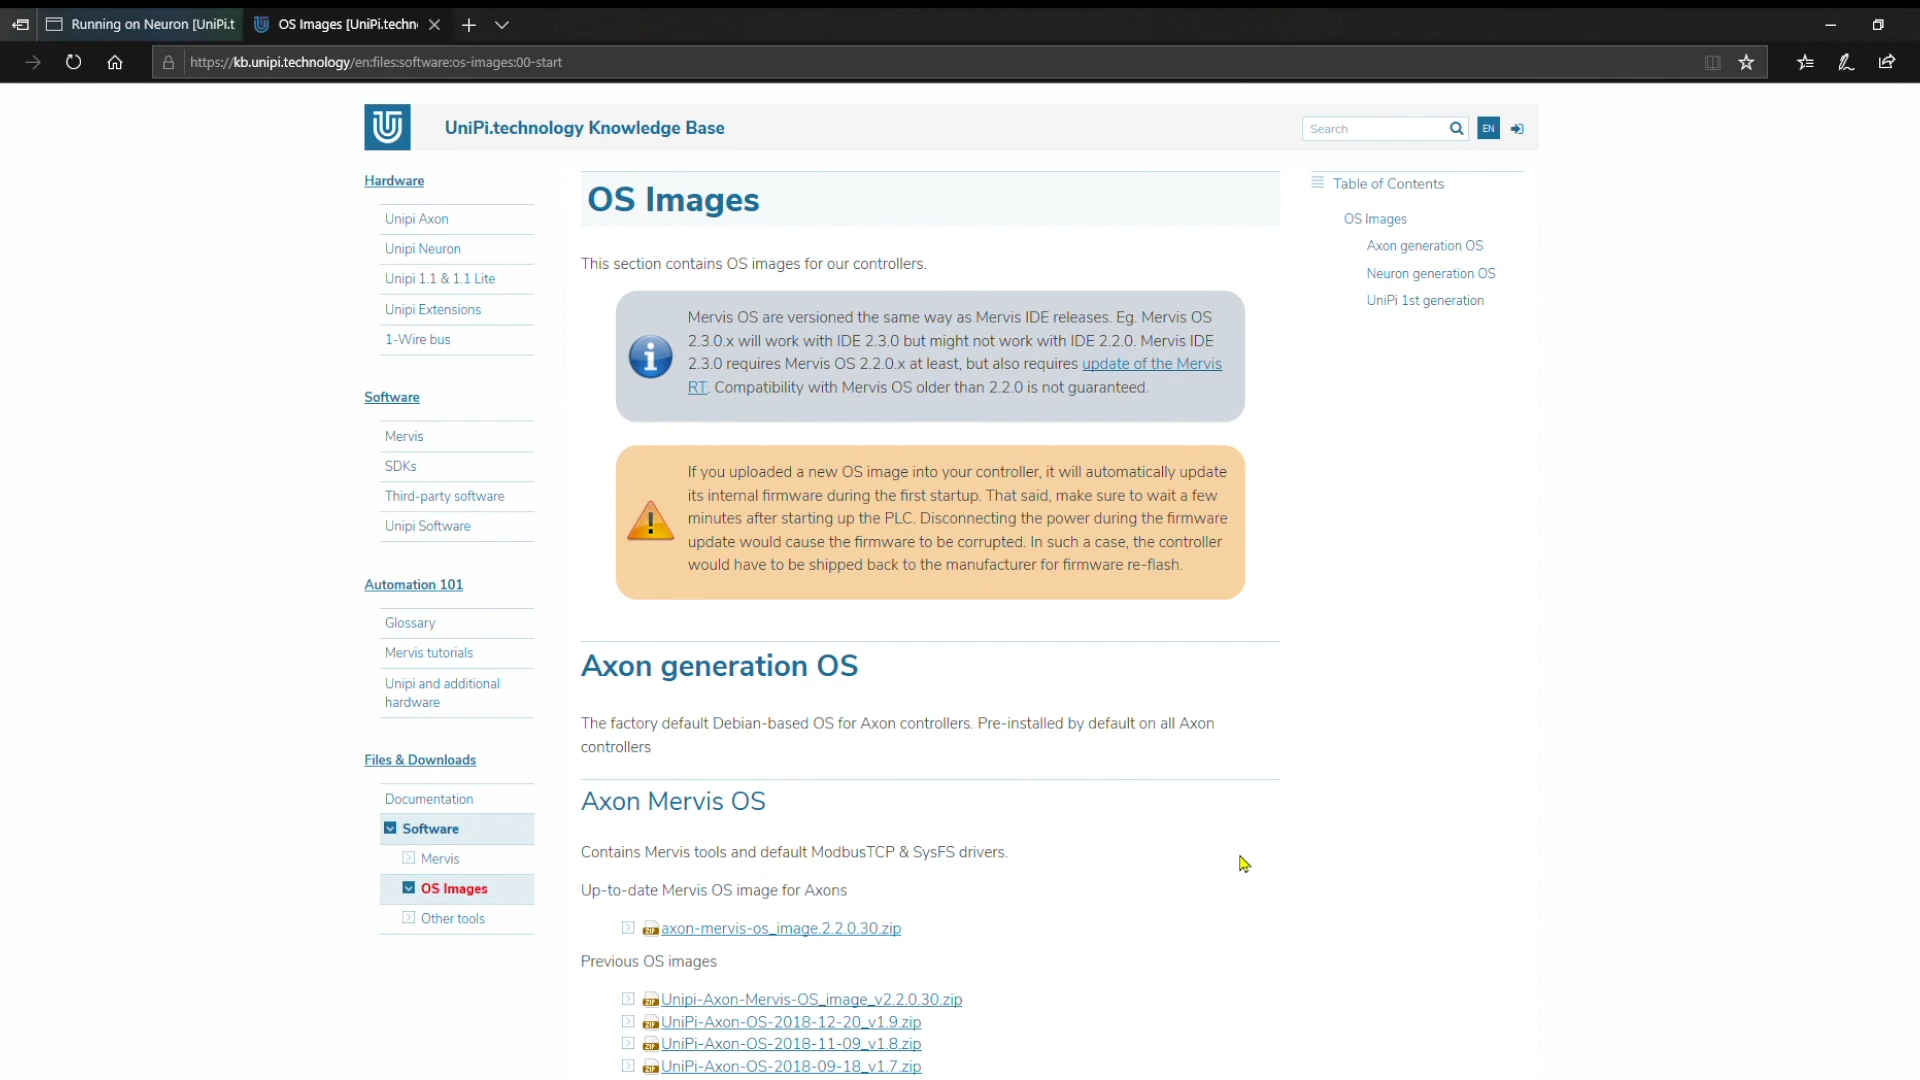 Running on Neuron [UniPi.t
OS Images [UniPi.techn
https://kb.unipi.technology/en:files:software:os-images:00-start
UniPi.technology Knowledge Base
Search
EN
Hardware
Unipi Axon
Unipi Neuron
Unipi 1.1 & 1.1 Lite
Unipi Extensions
1-Wire bus
Software
Mervis
SDKs
Third-party software
Unipi Software
Automation 101
Glossary
Mervis tutorials
Unipi and additional
hardware
Files & Downloads
Documentation
Software
Mervis
OS Images
Other tools
OS Images
This section contains OS images for our controllers.
Mervis OS are versioned the same way as Mervis IDE releases. Eg. Mervis OS
2.3.0.x will work with IDE 2.3.0 but might not work with IDE 2.2.0. Mervis IDE
2.3.0 requires Mervis OS 2.2.0.x at least, but also requires update of the Mervis
RT. Compatibility with Mervis OS older than 2.2.0 is not guaranteed.
If you uploaded a new OS image into your controller, it will automatically update
its internal firmware during the first startup. That said, make sure to wait a few
minutes after starting up the PLC. Disconnecting the power during the firmware
update would cause the firmware to be corrupted. In such a case, the controller
would have to be shipped back to the manufacturer for firmware re-flash.
Axon generation OS
The factory default Debian-based OS for Axon controllers. Pre-installed by default on all Axon
controllers
Axon Mervis OS
Contains Mervis tools and default ModbusTCP & SysFS drivers.
Up-to-date Mervis OS image for Axons
axon-mervis-os_image.2.2.0.30.zip
Previous OS images
Unipi-Axon-Mervis-OS_image_v2.2.0.30.zip
UniPi-Axon-OS-2018-12-20_v1.9.zip
UniPi-Axon-OS-2018-11-09_v1.8.zip
UniPi-Axon-OS-2018-09-18_v1.7.zip
Table of Contents
OS Images
Axon generation OS
Neuron generation OS
UniPi 1st generation